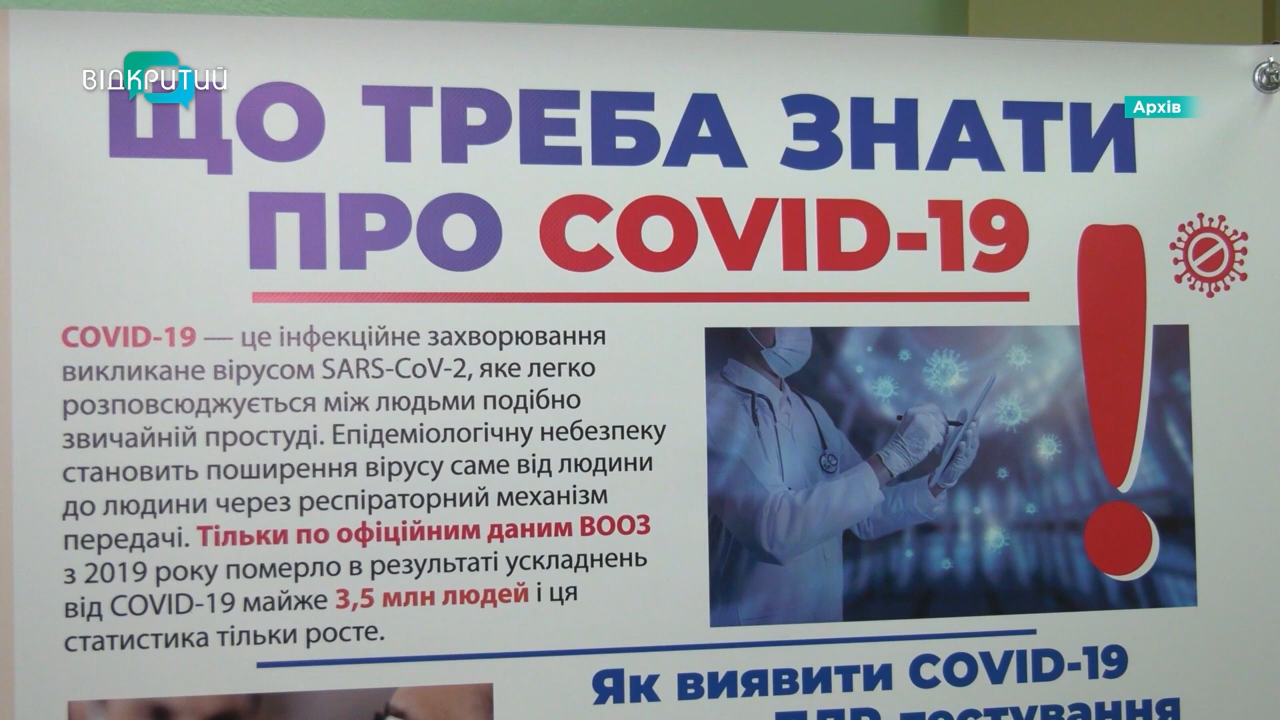 ВІДКРИТИЙ
Архів
ЩО ТРЕБА ЗНАТИ
ПРО COVID-19
COVID-19 — це інфекційне захворювання
викликане вірусом SARS-CoV-2, яке легко
розповсюджується між людьми подібно
звичайній простуді. Епідеміологічну небезпеку
становить поширення вірусу саме від людини
до людини через респіраторний механізм
передачі. Тільки по офіційним даним ВООЗ
з 2019 року померло в результаті ускладнень
від COVID-19 майже 3,5 млн людей і ця
статистика тільки росте.
Як виявити COVID-19
ПЛР тестування